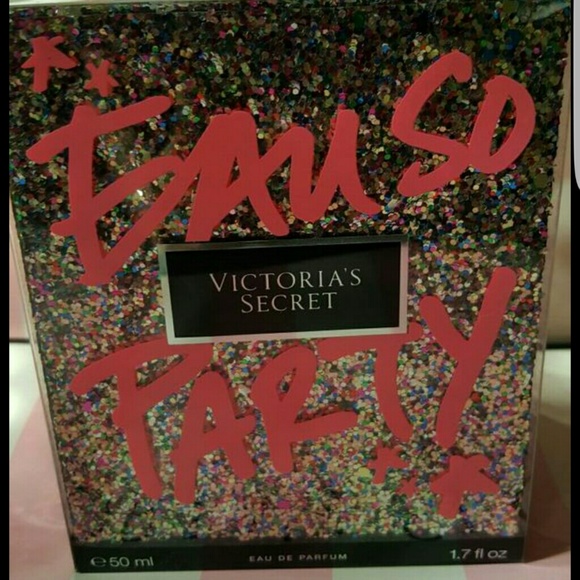 EAU SO
VICTORIA'S
SECRET
PARTY
℮50 ml
EAU DE PARFUM
1.7 fl oz